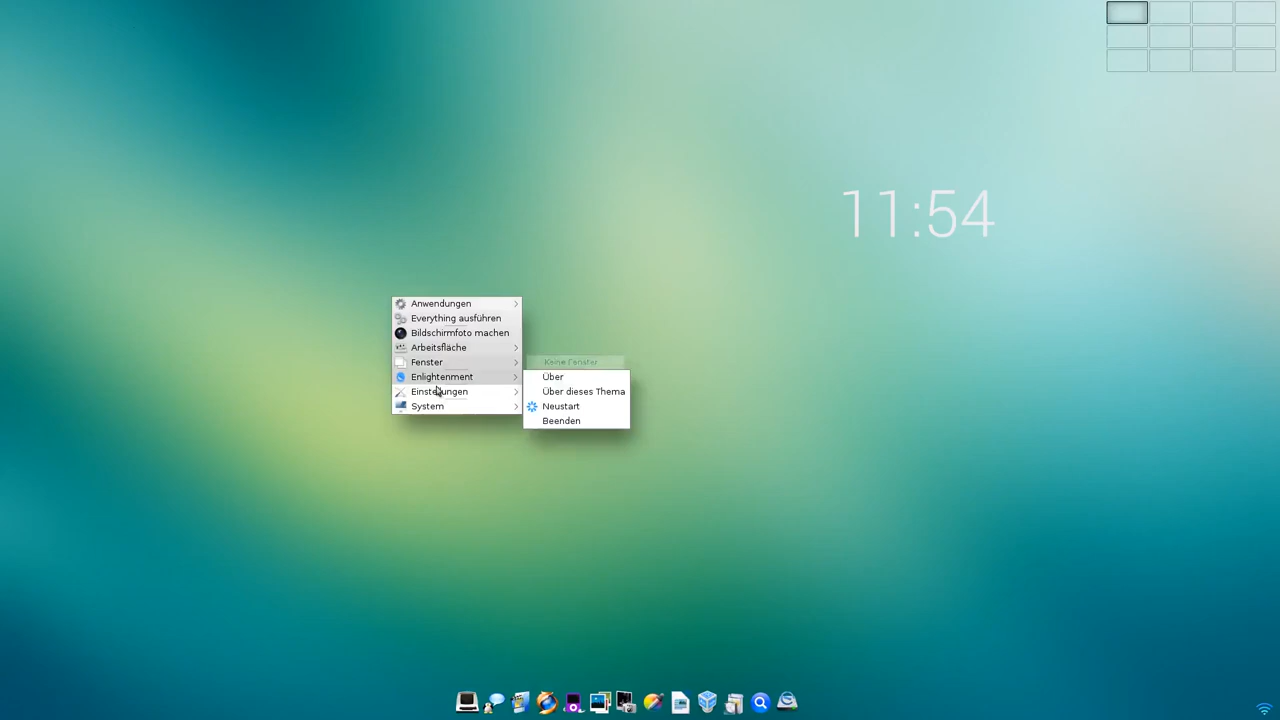 11:54
Anwendungen
Everything ausführen
Bildschirmfoto machen
Arbeitsfläche
Fenster
Keine Fenster
Enlightenment
Über
Einstellungen
Über dieses Thema
System
Neustart
Beenden